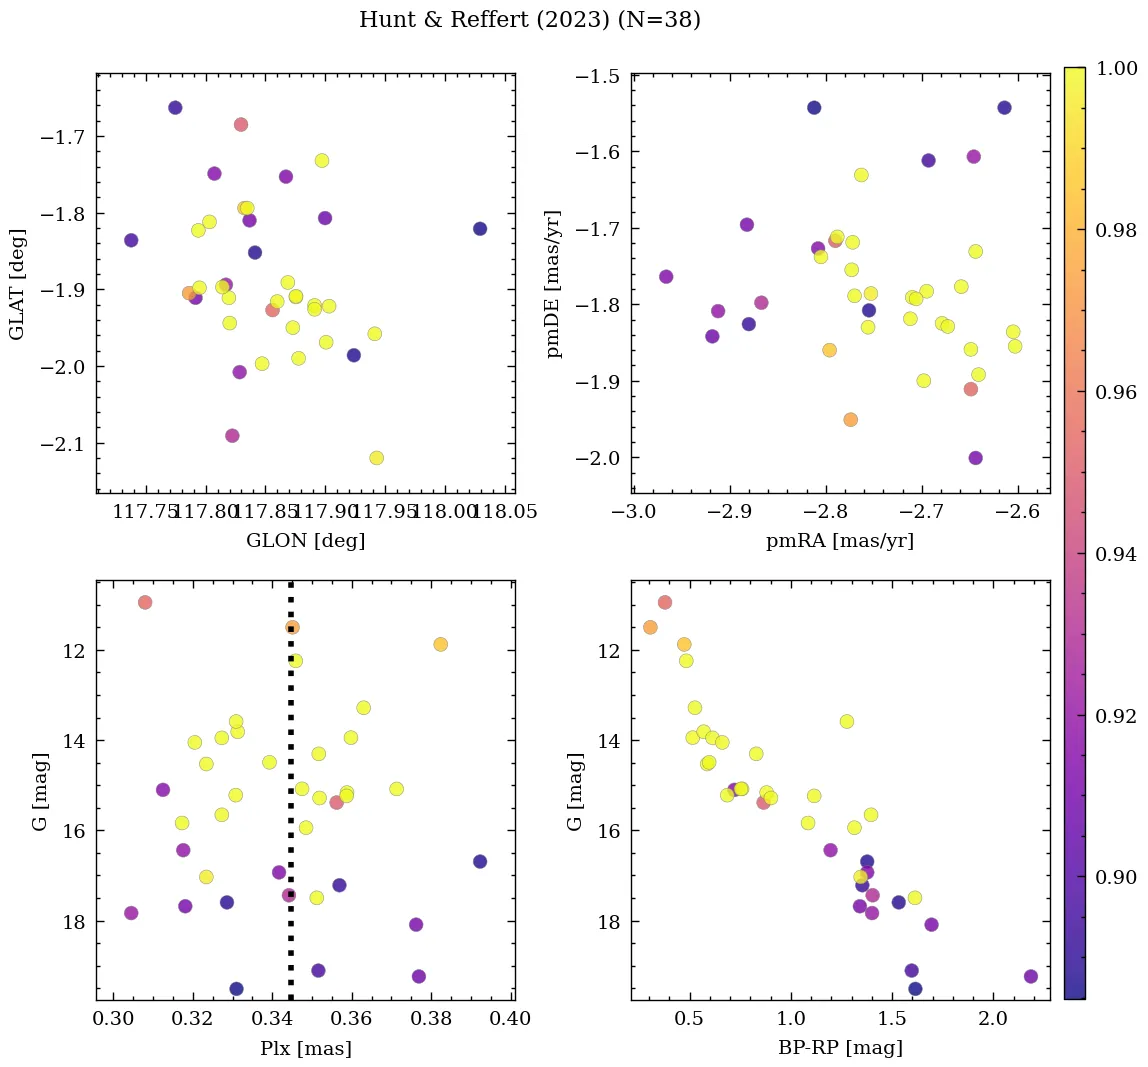 Hunt & Reffert (2023) (N=38)
−1.7
−1.8
−1.9
−2.0
−2.1
GLAT [deg]
117.75 117.80 117.85 117.90 117.95 118.00 118.05
GLON [deg]
−1.5
−1.6
−1.7
−1.8
−1.9
−2.0
pmDE [mas/yr]
−3.0 −2.9 −2.8 −2.7 −2.6
pmRA [mas/yr]
12
14
16
18
G [mag]
0.30 0.32 0.34 0.36 0.38 0.40
Plx [mas]
12
14
16
18
G [mag]
0.5 1.0 1.5 2.0
BP-RP [mag]
1.00
0.98
0.96
0.94
0.92
0.90